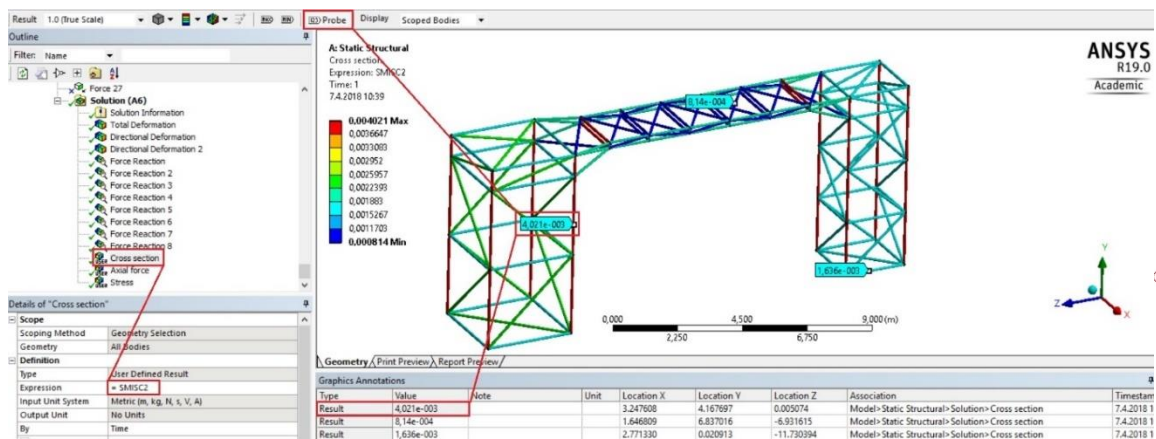 Result 1.0 (True Scale)
Probe Display Scoped Bodies
Outline
Filter: Name
Force 27
Solution (A6)
Solution Information
Total Deformation
Directional Deformation
Directional Deformation 2
Force Reaction
Force Reaction 2
Force Reaction 3
Force Reaction 4
Force Reaction 5
Force Reaction 6
Force Reaction 7
Force Reaction 8
Cross section
Axial force
Stress
Details of "Cross section"
Scope
Scoping Method Geometry Selection
Geometry All Bodies
Definition
Type User Defined Result
Expression = SMISC2
Input Unit System Metric (m, kg, N, s, V, A)
Output Unit No Units
By Time
A: Static Structural
Cross section
Expression: SMISC2
Time: 1
7.4.2018 10:39
0.004021 Max
0,0036647
0,0033083
0,002952
0,0025957
0,0022393
0,001883
0,0015267
0,0011703
0.000814 Min
8,14e-004
4,021e-003
1,636e-003
ANSYS
R19.0
Academic
Y
Z
X
0,000 4,500 9,000 (m)
2,250 6,750
Geometry Print Preview Report Preview
Graphics Annotations
Type Value Note Unit Location X Location Y Location Z Association Timestam
Result 4,021e-003 3.247608 4.167697 0.005074 Model>Static Structural>Solution>Cross section 7.4.2018 1
Result 8,14e-004 1.646809 6.837016 -6.931615 Model>Static Structural>Solution>Cross section 7.4.2018 1
Result 1,636e-003 2.771330 0.020913 -11.730394 Model>Static Structural>Solution>Cross section 7.4.2018 1